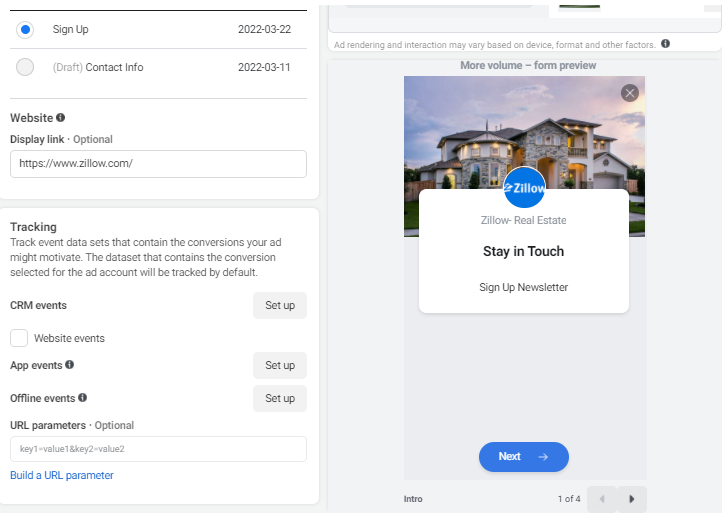 Sign Up 2022-03-22
(Draft) Contact Info 2022-03-11
Website
Display link · Optional
https://www.zillow.com/
Tracking
Track event data sets that contain the conversions your ad
might motivate. The dataset that contains the conversion
selected for the ad account will be tracked by default.
CRM events Set up
Website events
App events Set up
Offline events Set up
URL parameters · Optional
key1=value1&key2=value2
Build a URL parameter
Ad rendering and interaction may vary based on device, format and other factors.
More volume – form preview
Zillow
Zillow- Real Estate
Stay in Touch
Sign Up Newsletter
Next
Intro 1 of 4